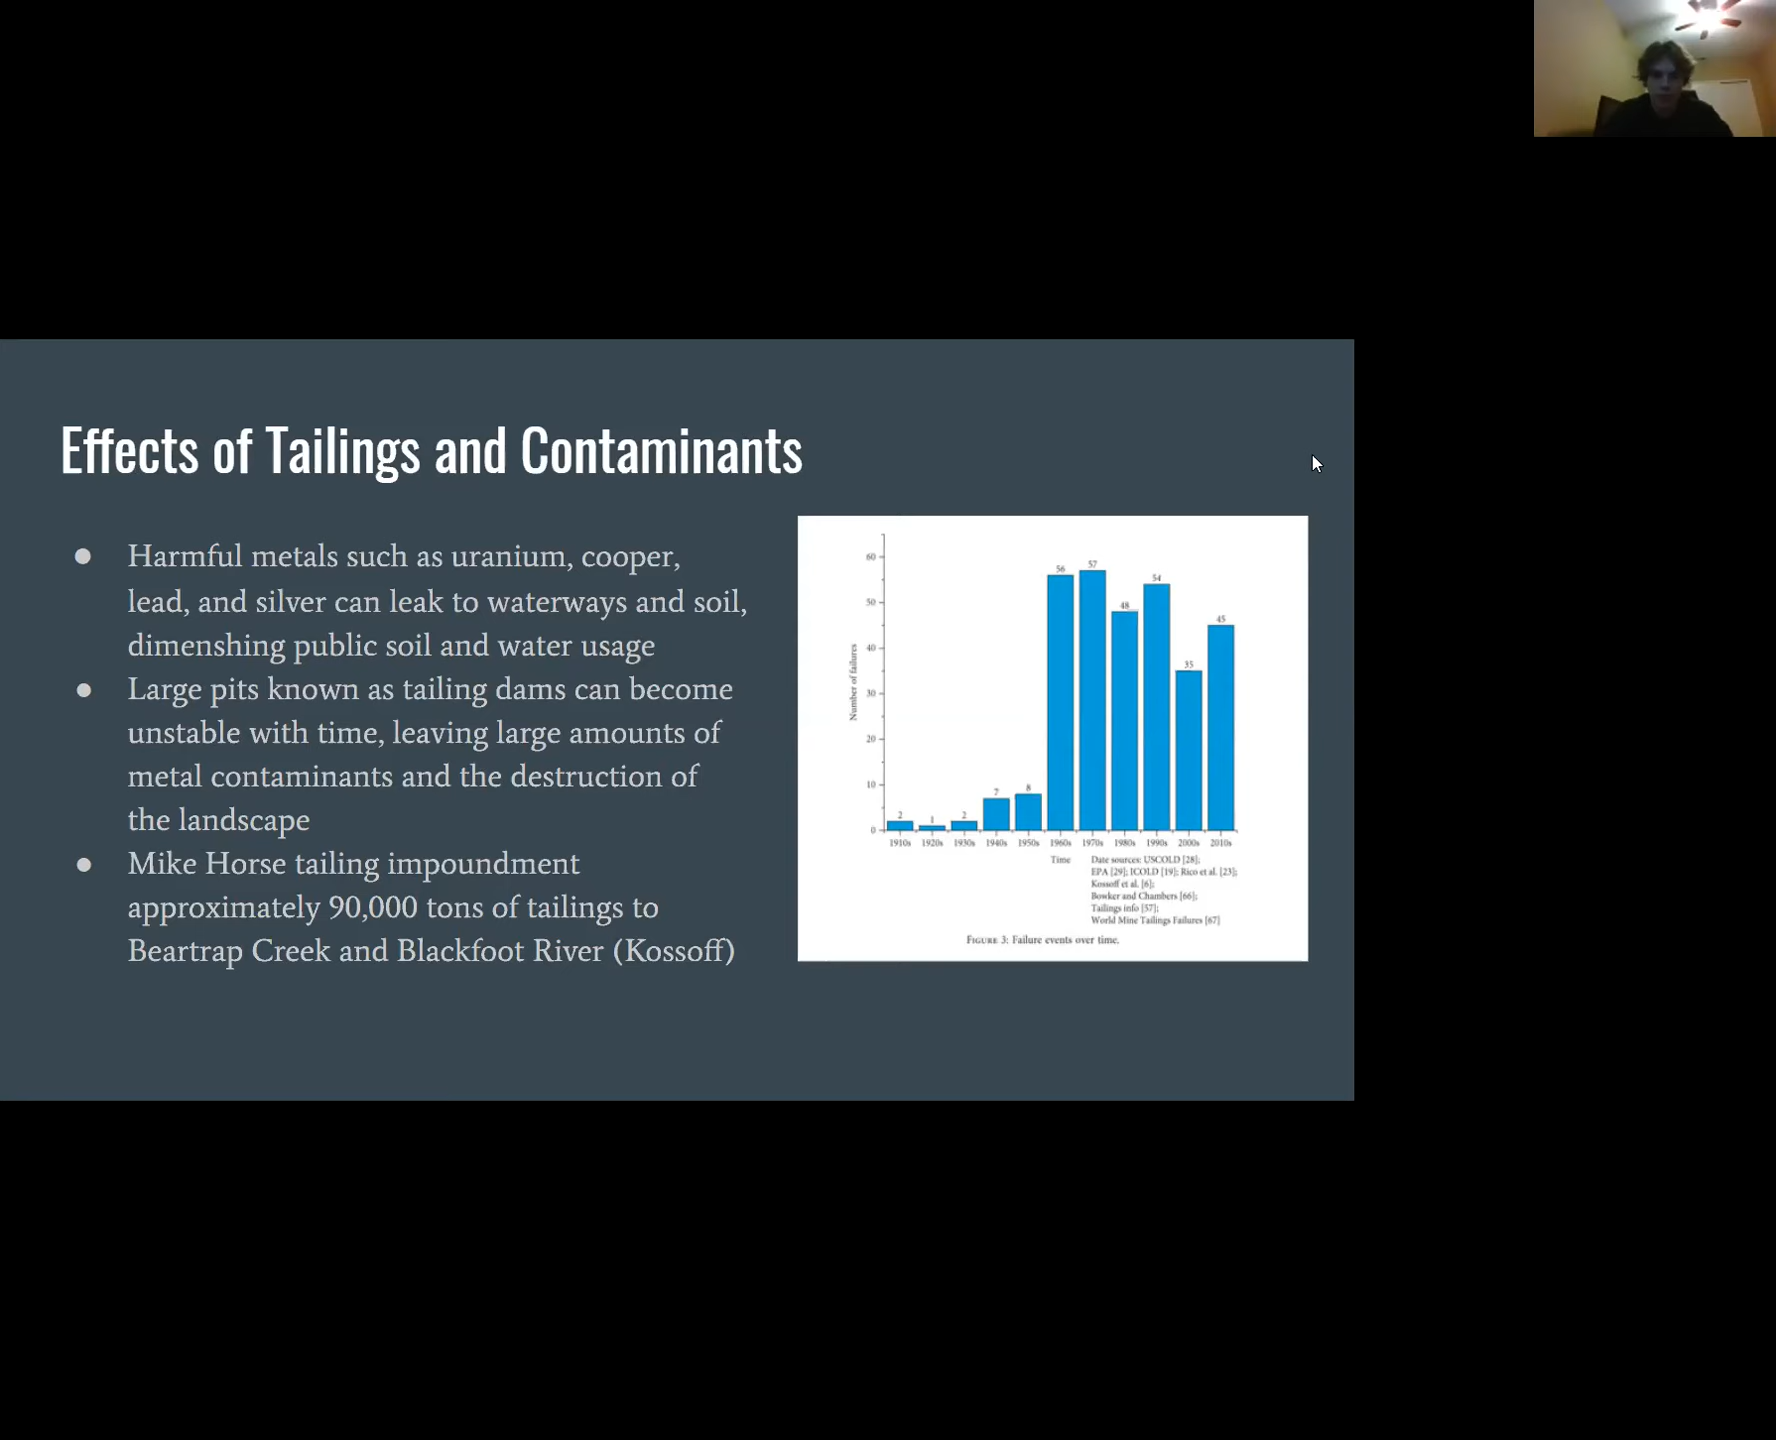 Effects of Tailings and Contaminants
● Harmful metals such as uranium, cooper,
lead, and silver can leak to waterways and soil,
dimenshing public soil and water usage
● Large pits known as tailing dams can become
unstable with time, leaving large amounts of
metal contaminants and the destruction of
the landscape
● Mike Horse tailing impoundment
approximately 90,000 tons of tailings to
Beartrap Creek and Blackfoot River (Kossoff)
Number of failures
60
50
40
30
20
10
0
2
1
2
7
8
56
57
48
54
35
45
1910s 1920s 1930s 1940s 1950s 1960s 1970s 1980s 1990s 2000s 2010s
Time
Date sources: USCOLD [28];
EPA [29]; ICOLD [19]; Rico et al. [23];
Kossoff et al. [6];
Bowker and Chambers [66];
Tailings info [57];
World Mine Tailings Failures [67]
Figure 3: Failure events over time.